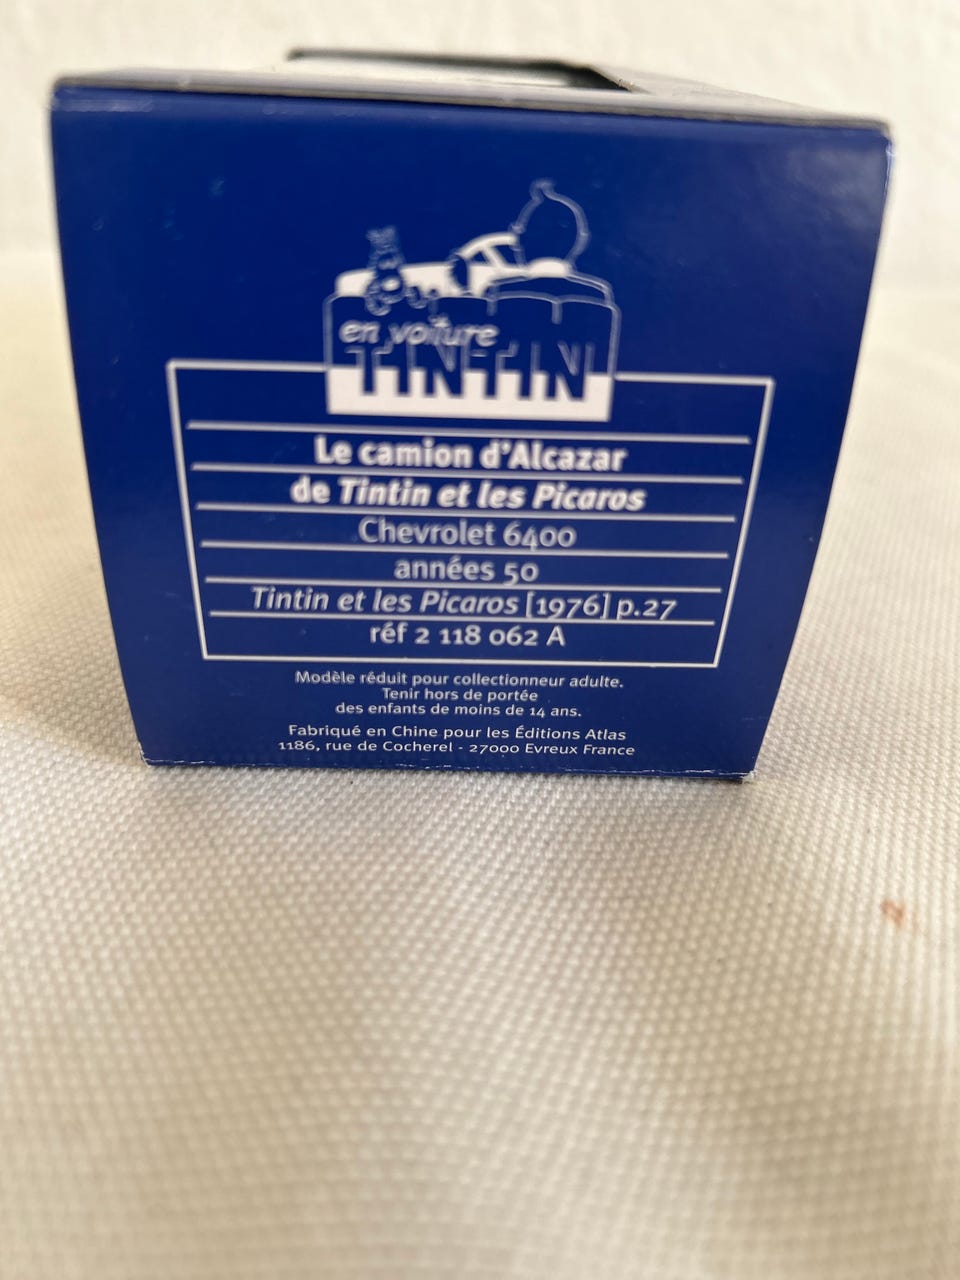 en voiture
TINTIN
Le camion d'Alcazar
de Tintin et les Picaros
Chevrolet 6400
années 50
Tintin et les Picaros [1976] p.27
réf 2 118 062 A
Modèle réduit pour collectionneur adulte.
Tenir hors de portée
des enfants de moins de 14 ans.
Fabriqué en Chine pour les Éditions Atlas
1186, rue de Cocherel - 27000 Evreux France